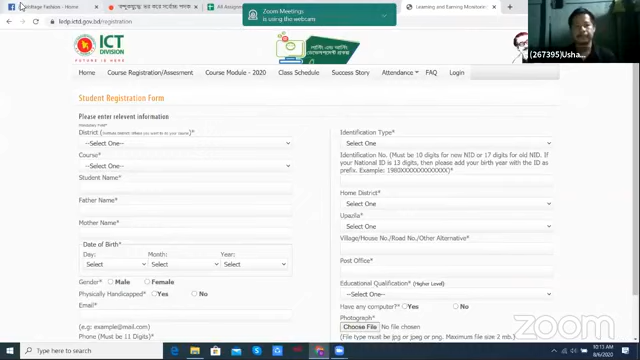 Zoom Meetings
is using the webcam
Learning and Earning
ledp.ictd.gov.bd/registration
(267395)Usha...
ICT
DIVISION
FUTURE IS HERE
Home
Course Registration/Assesment
Course Module - 2020
Class Schedule
Success Story
Attendance
FAQ
Login
Student Registration Form
Please enter relevant information
District
--Select One--
Course*
--Select One--
Student Name*
Father Name*
Mother Name*
Date of Birth*
Day:
Month:
Year:
Select
Select
Select
Gender*
Male
Female
Physically Handicapped*
Yes
No
Email*
(e.g: example@mail.com)
Phone (Must be 11 Digits)
Identification Type*
Select One
Identification No. (Must be 10 digits for new NID or 17 digits for old NID. If
your National ID is 13 digits, then please add your birth year with the ID as
prefix. Example: 1980XXXXXXXXXXXXX)*
Home District*
Select One
Upazila*
Select One
Village/House No./Road No./Other Alternative*
Post Office*
Educational Qualification* (Higher Level)
--Select One--
Have any computer?
Yes
No
Photograph*
Choose File
No file chosen
(File type must be jpg or jpeg or png. Maximum file size 2 mb.)
zoom
Type here to search
10:13 AM
8/6/2020